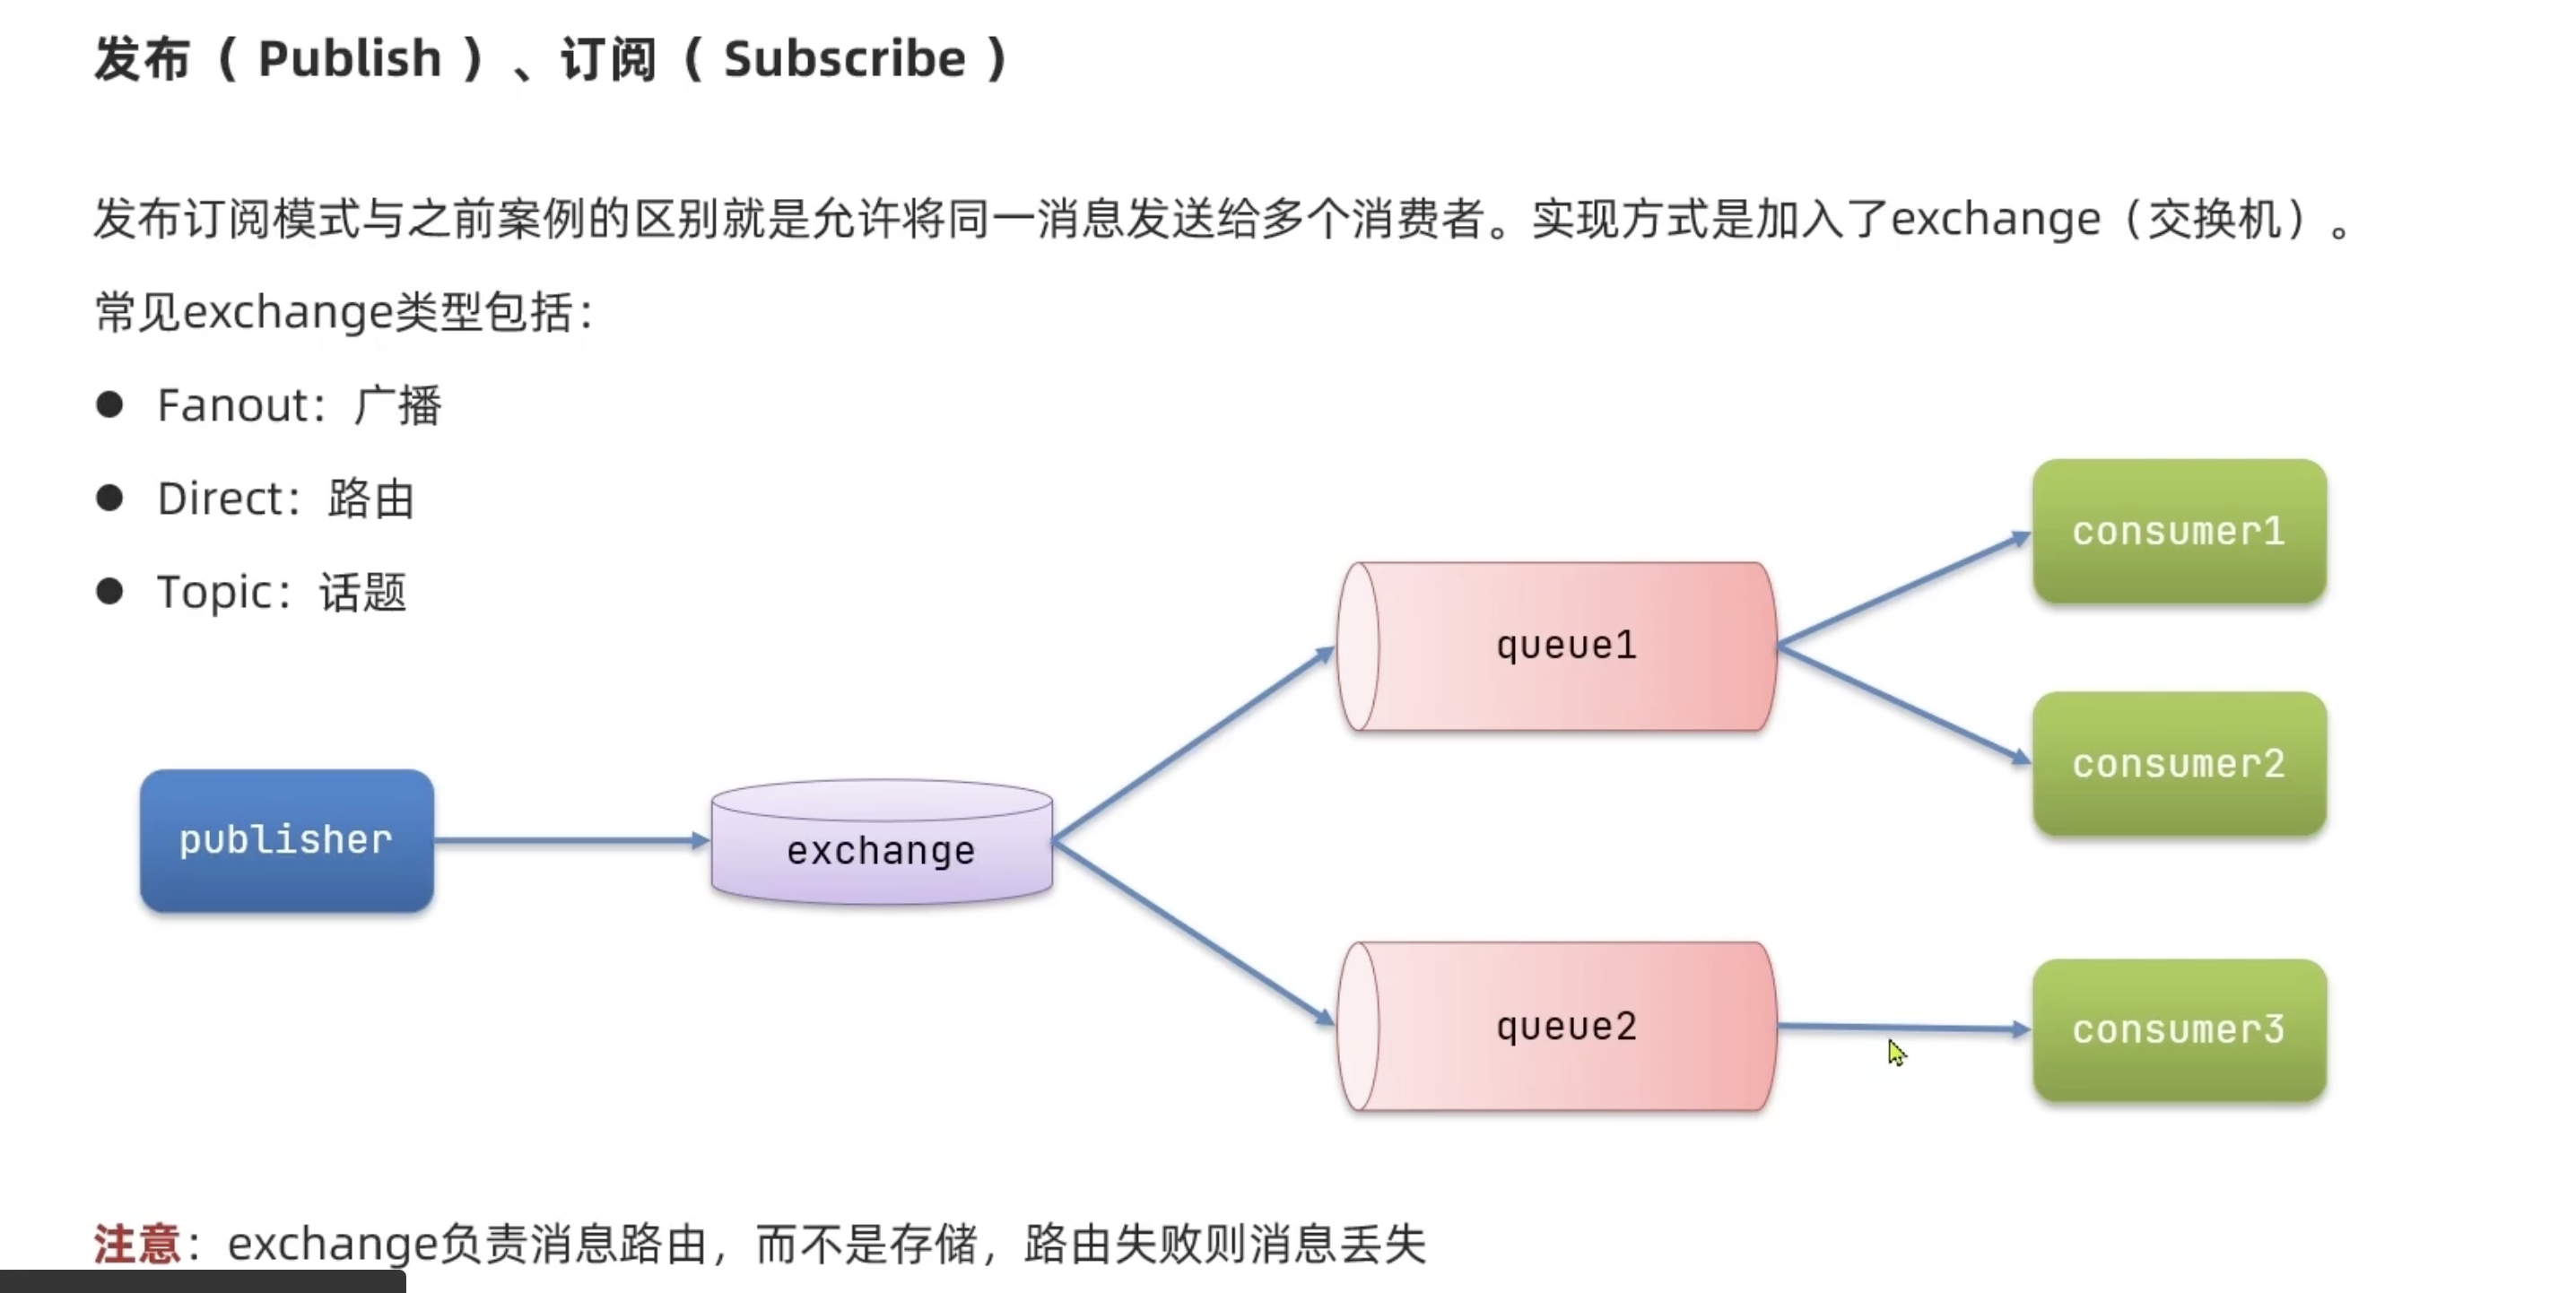 发布（ Publish ）、订阅（ Subscribe ）
发布订阅模式与之前案例的区别就是允许将同一消息发送给多个消费者。实现方式是加入了exchange（交换机）。
常见exchange类型包括：
● Fanout：广播
● Direct：路由
● Topic：话题
consumer1
queue1
consumer2
publisher
exchange
queue2
consumer3
注意：exchange负责消息路由，而不是存储，路由失败则消息丢失